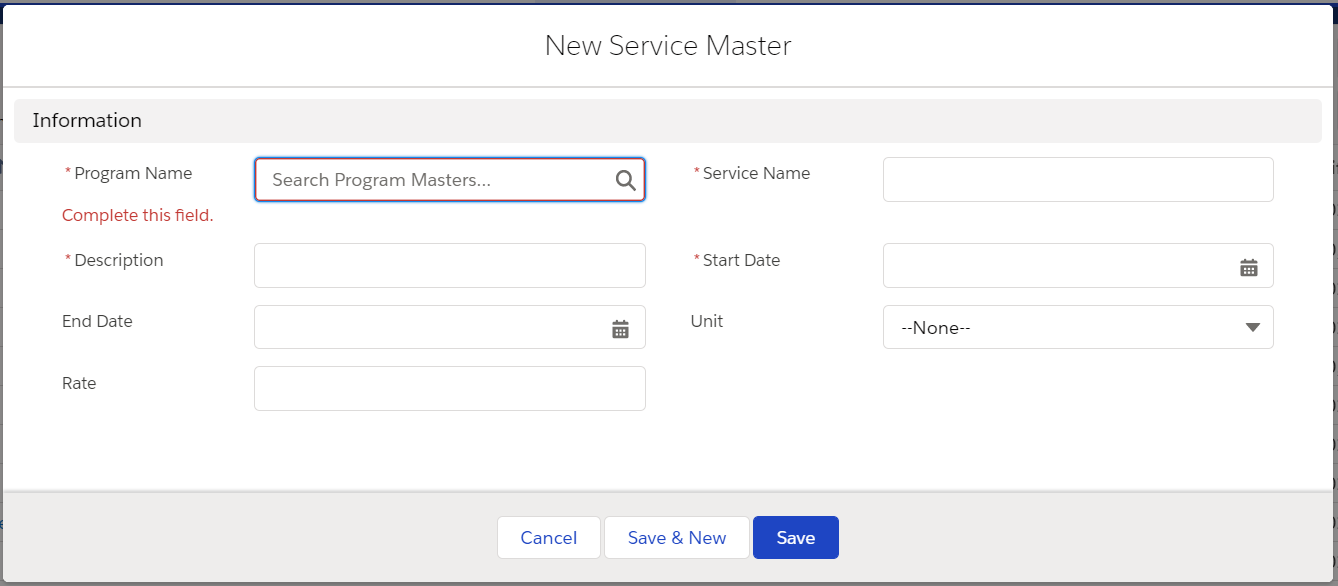 New Service Master
Information
*Program Name
Search Program Masters...
*Service Name
Complete this field.
*Description
*Start Date
End Date
Unit
--None--
Rate
Cancel
Save & New
Save